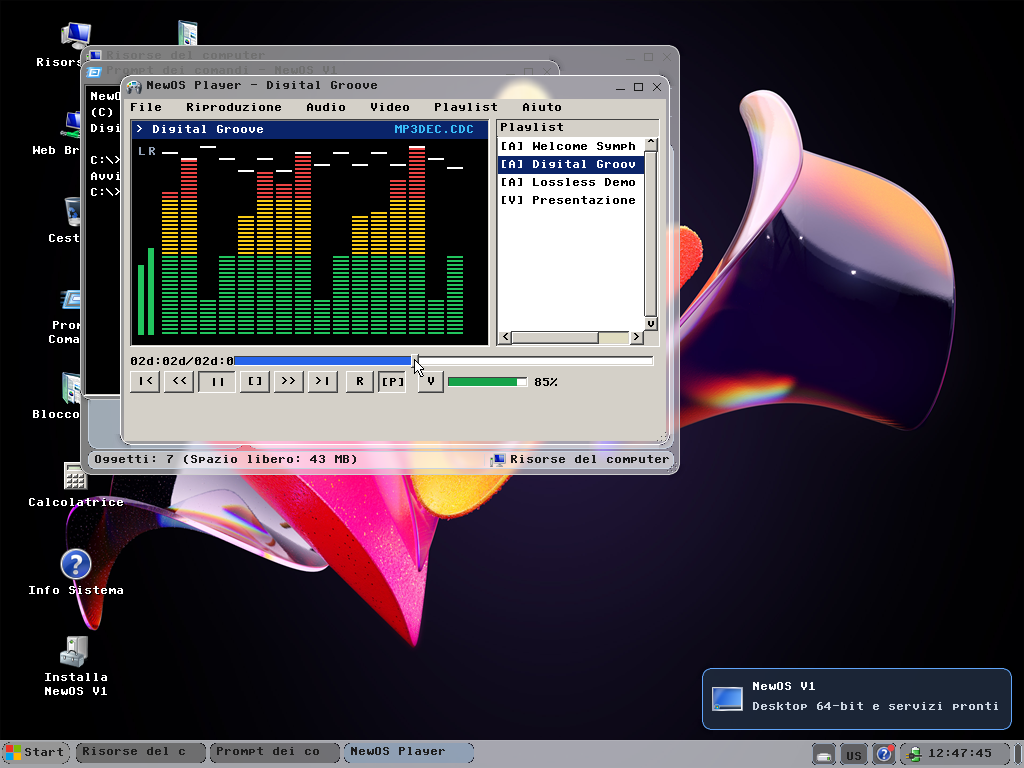 Risors
Web Br
Cest
Pro
Coma
Blocco
Calcolatrice
Info Sistema
Installa
NewOS V1
Risorse del computer
Prompt dei comandi - NewOS V1
NewO
(C)
Digi
C:\>
Avvi
C:\>
NewOS Player - Digital Groove
File Riproduzione Audio Video Playlist Aiuto
> Digital Groove MP3DEC.CDC
L R
Playlist
[A] Welcome Symph
[A] Digital Groov
[A] Lossless Demo
[V] Presentazione
02d:02d/02d:0
I< << II [] >> >I R [P] V 85%
Oggetti: 7 (Spazio libero: 43 MB) Risorse del computer
NewOS V1
Desktop 64-bit e servizi pronti
Start Risorse del c Prompt dei co NewOS Player US 12:47:45